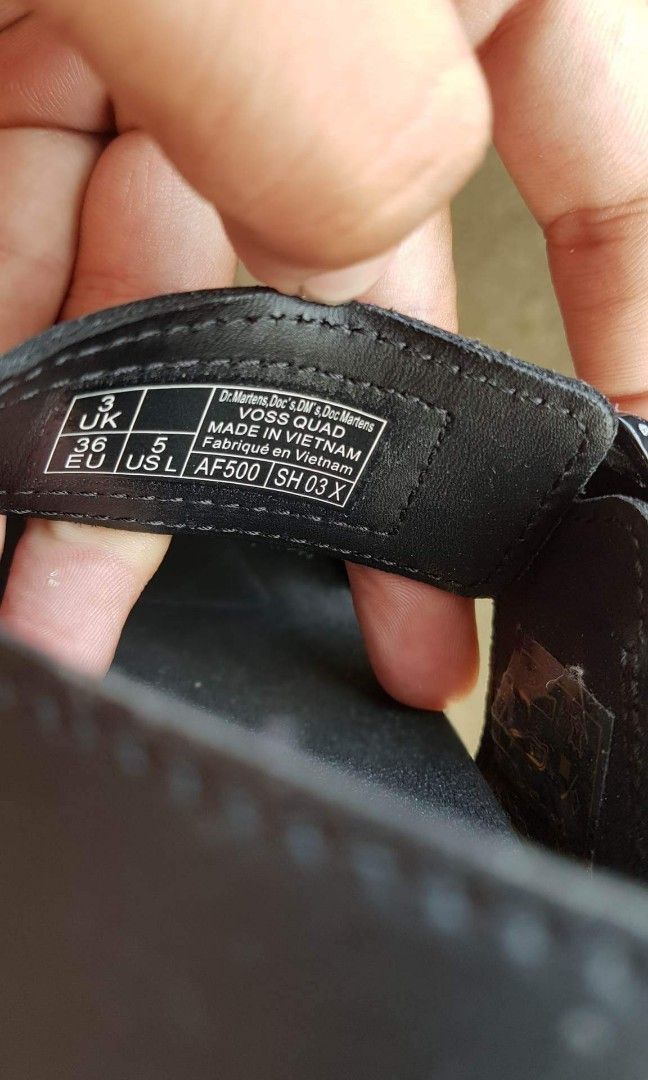 3
UK
36
EU
5
US L
Dr.Martens,Doc's,DM's,Doc Martens
VOSS QUAD
MADE IN VIETNAM
Fabriqué en Vietnam
AF500
SH 03 X